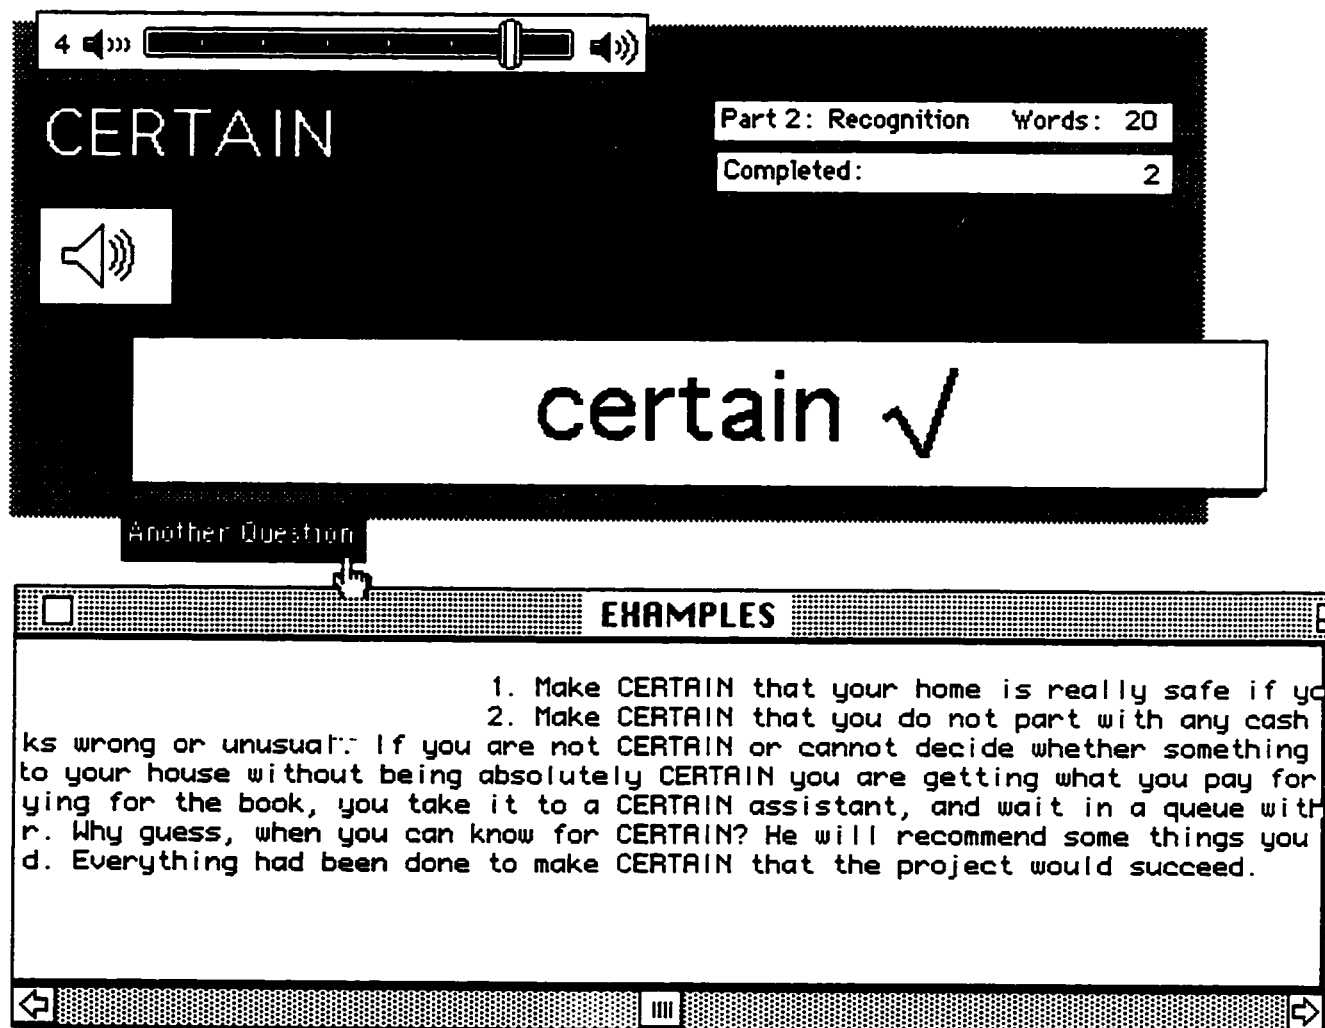 4
CERTAIN
Part 2: Recognition Words: 20
Completed: 2
certain √
Another Question
EXAMPLES
1. Make CERTAIN that your home is really safe if yo
2. Make CERTAIN that you do not part with any cash
ks wrong or unusual. If you are not CERTAIN or cannot decide whether something
to your house without being absolutely CERTAIN you are getting what you pay for
ying for the book, you take it to a CERTAIN assistant, and wait in a queue with
r. Why guess, when you can know for CERTAIN? He will recommend some things you
d. Everything had been done to make CERTAIN that the project would succeed.